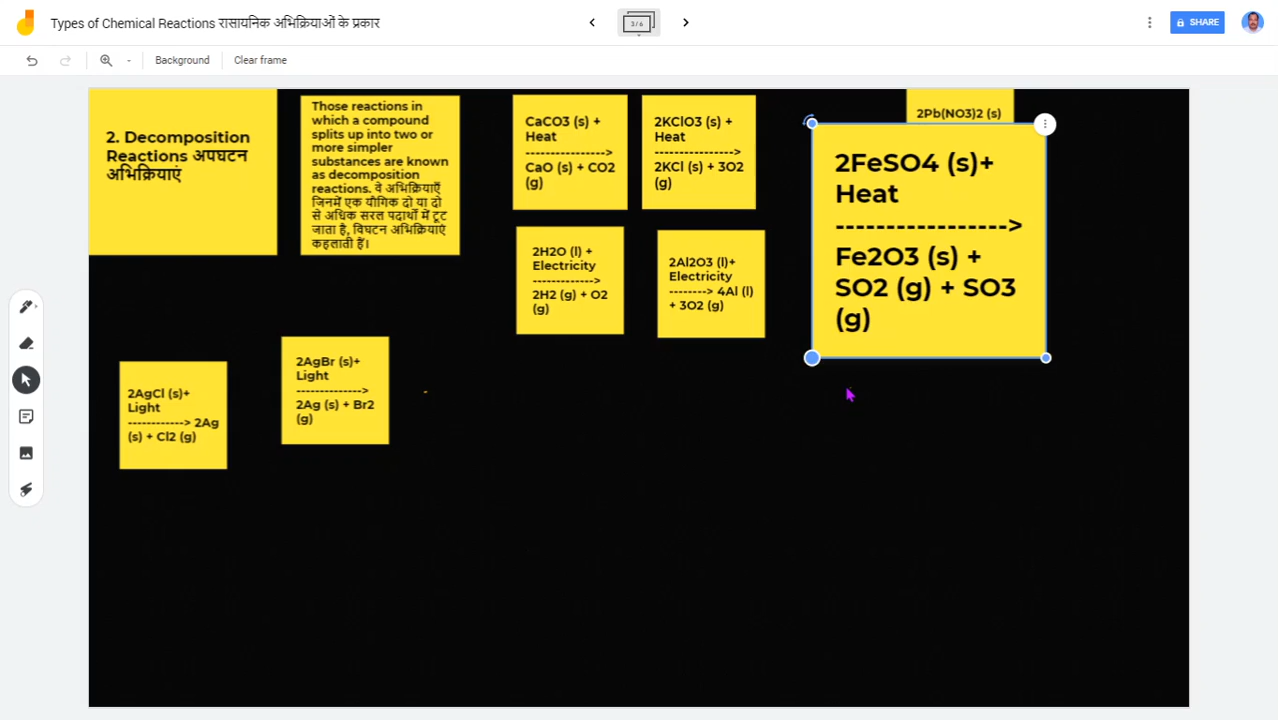 Types of Chemical Reactions रासायनिक अभिक्रियाओं के प्रकार
3 / 6
SHARE
Background
Clear frame
2. Decomposition
Reactions अपघटन
अभिक्रियाएं
Those reactions in
which a compound
splits up into two or
more simpler
substances are known
as decomposition
reactions. वे अभिक्रियाएँ
जिनमें एक यौगिक दो या दो
से अधिक सरल पदार्थों में टूट
जाता है, विघटन अभिक्रियाएं
कहलाती हैं।
CaCO3 (s) +
Heat
---------------->
CaO (s) + CO2
(g)
2KClO3 (s) +
Heat
---------------->
2KCl (s) + 3O2
(g)
2Pb(NO3)2 (s)
2FeSO4 (s)+
Heat
----------------->
Fe2O3 (s) +
SO2 (g) + SO3
(g)
2H2O (l) +
Electricity
------------->
2H2 (g) + O2
(g)
2Al2O3 (l)+
Electricity
--------> 4Al (l)
+ 3O2 (g)
2AgCl (s)+
Light
------------> 2Ag
(s) + Cl2 (g)
2AgBr (s)+
Light
-------------->
2Ag (s) + Br2
(g)